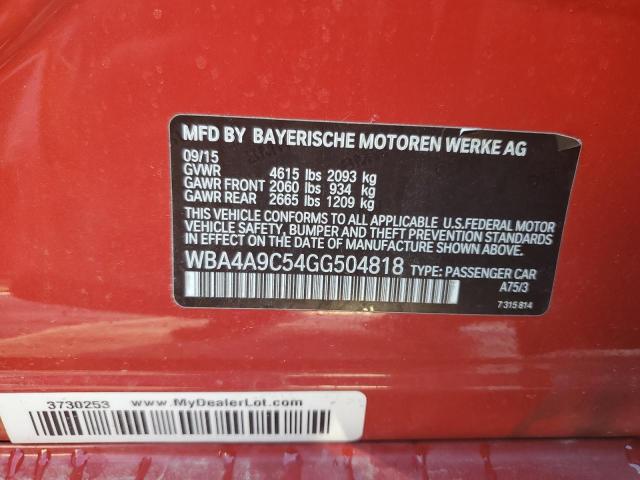 MFD BY BAYERISCHE MOTOREN WERKE AG
09/15
GVWR 4615 lbs 2093 kg
GAWR FRONT 2060 lbs 934 kg
GAWR REAR 2665 lbs 1209 kg
THIS VEHICLE CONFORMS TO ALL APPLICABLE U.S.FEDERAL MOTOR
VEHICLE SAFETY, BUMPER AND THEFT PREVENTION STANDARDS IN
EFFECT ON THE DATE OF MANUFACTURE SHOWN ABOVE.
WBA4A9C54GG504818 TYPE: PASSENGER CAR
A75/3
7 315 814
3730253 www.MyDealerLot.com